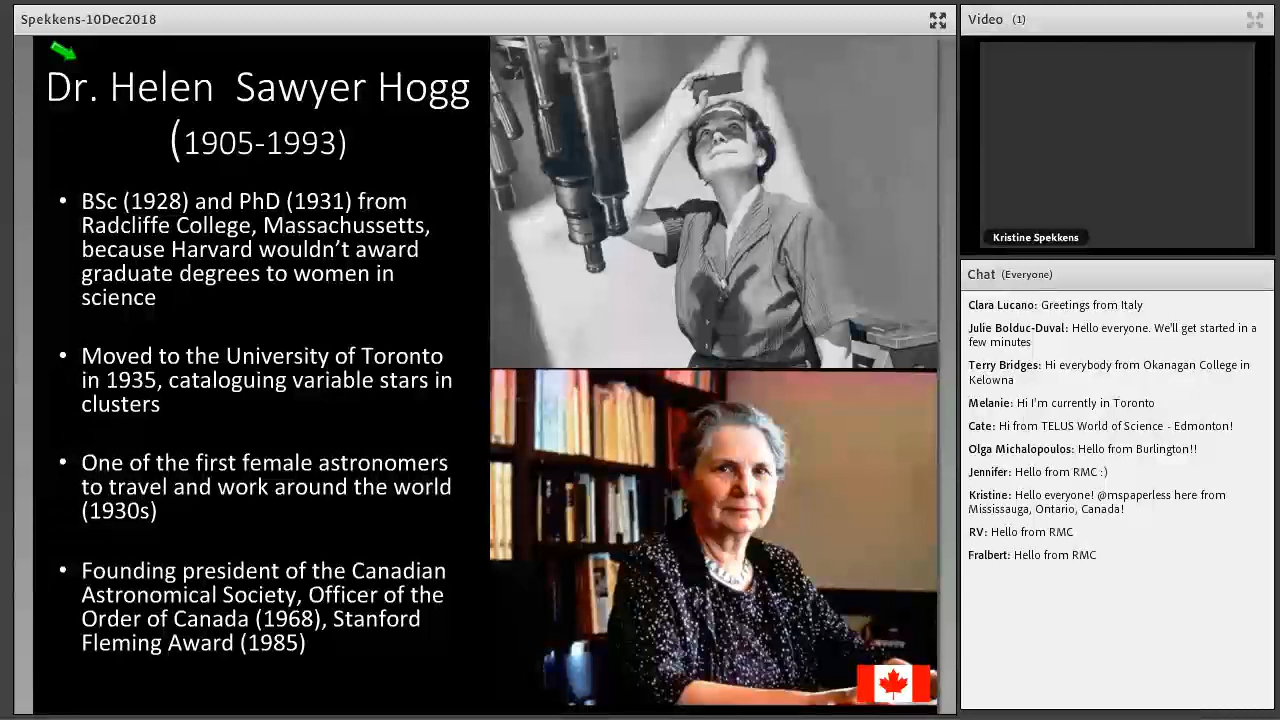 Spekkens-10Dec2018
Dr. Helen Sawyer Hogg
(1905-1993)
• BSc (1928) and PhD (1931) from
Radcliffe College, Massachussetts,
because Harvard wouldn't award
graduate degrees to women in
science
• Moved to the University of Toronto
in 1935, cataloguing variable stars in
clusters
• One of the first female astronomers
to travel and work around the world
(1930s)
• Founding president of the Canadian
Astronomical Society, Officer of the
Order of Canada (1968), Stanford
Fleming Award (1985)
Video (1)
Kristine Spekkens
Chat (Everyone)
Clara Lucano: Greetings from Italy
Julie Bolduc-Duval: Hello everyone. We'll get started in a
few minutes
Terry Bridges: Hi everybody from Okanagan College in
Kelowna
Melanie: Hi I'm currently in Toronto
Cate: Hi from TELUS World of Science - Edmonton!
Olga Michalopoulos: Hello from Burlington!!
Jennifer: Hello from RMC :)
Kristine: Hello everyone! @mspaperless here from
Mississauga, Ontario, Canada!
RV: Hello from RMC
Fralbert: Hello from RMC